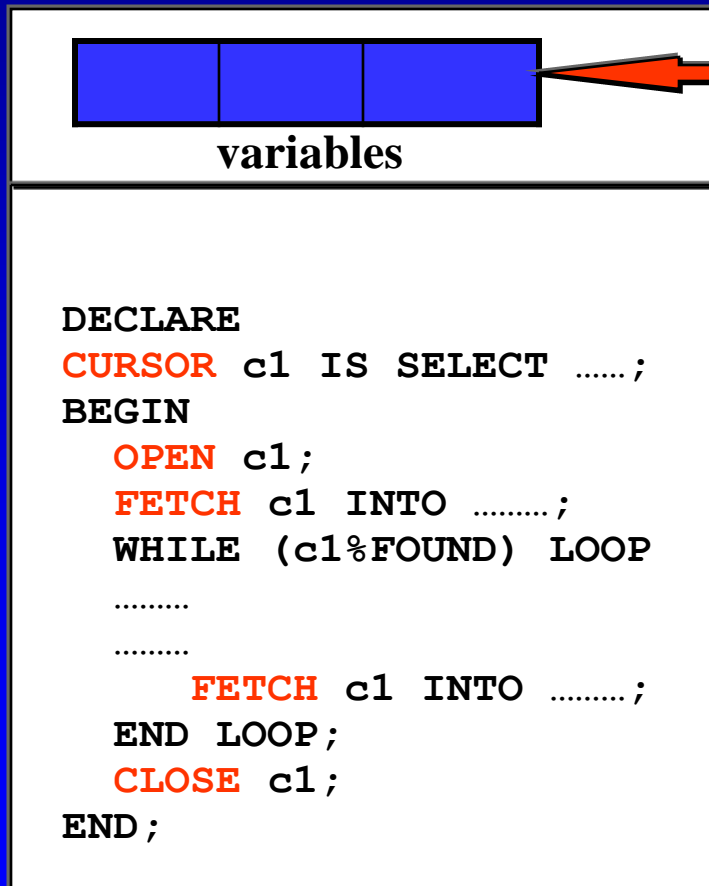 variables
DECLARE
CURSOR c1 IS SELECT ……;
BEGIN
OPEN c1;
FETCH c1 INTO ………;
WHILE (c1%FOUND) LOOP
………
………
FETCH c1 INTO ………;
END LOOP;
CLOSE c1;
END;